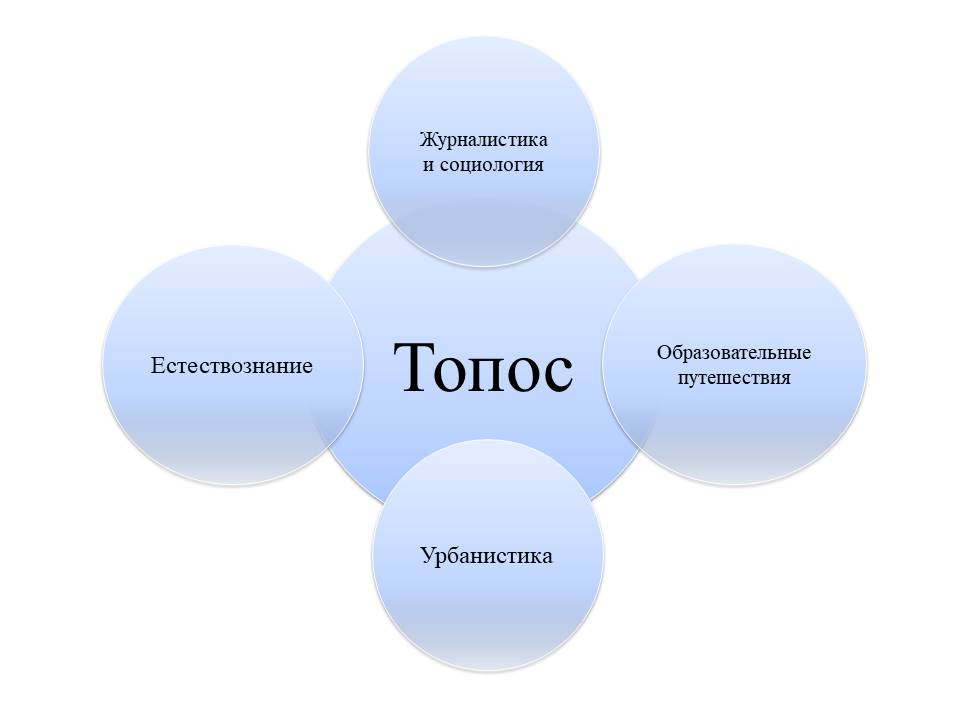 Журналистика
и социология
Естествознание
Топос
Образовательные
путешествия
Урбанистика